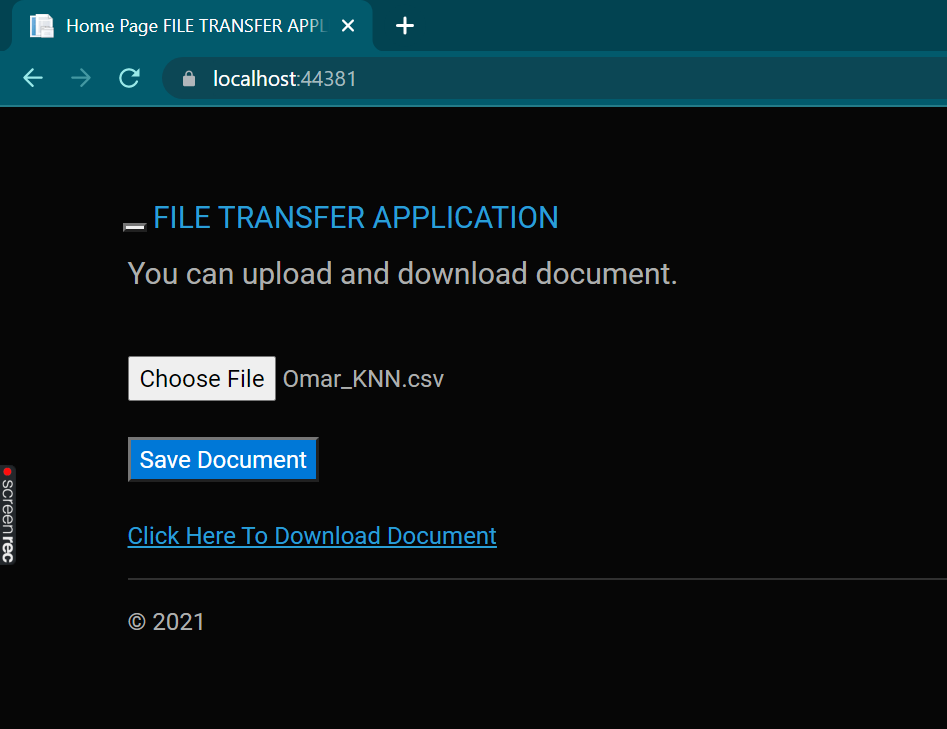 Home Page FILE TRANSFER APPL
localhost:44381
FILE TRANSFER APPLICATION
You can upload and download document.
Choose File Omar_KNN.csv
Save Document
screenrec
Click Here To Download Document
© 2021